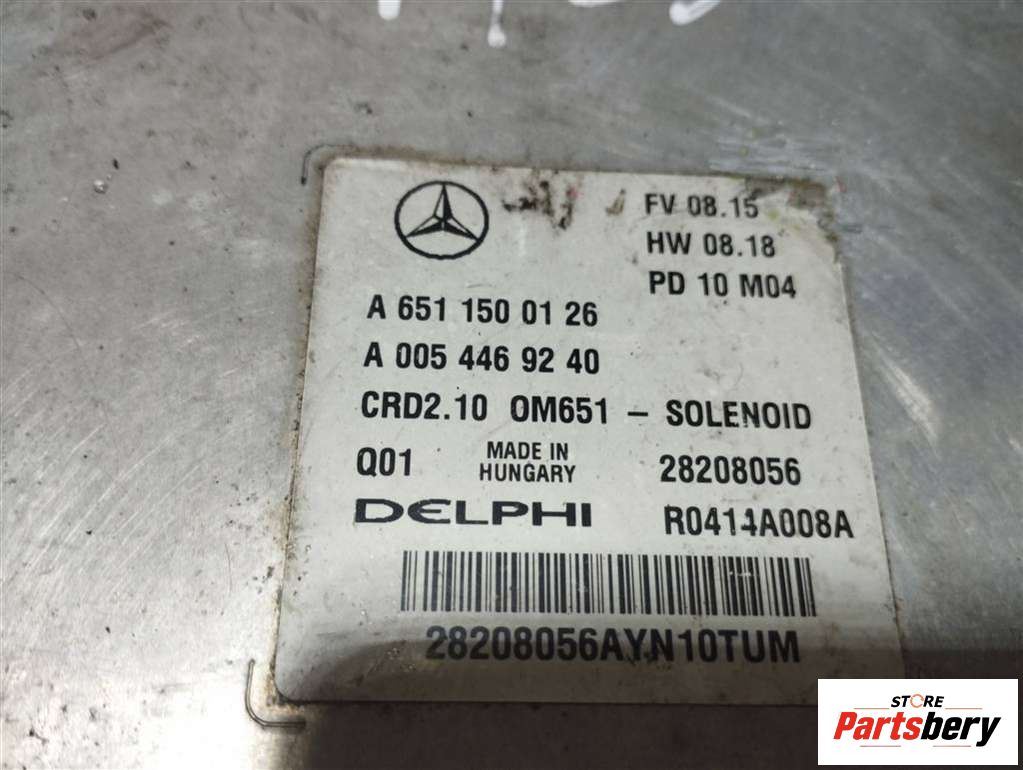 FV 08.15
HW 08.18
PD 10 M04
A 651 150 01 26
A 005 446 92 40
CRD2.10 OM651 – SOLENOID
Q01 MADE IN HUNGARY 28208056
DELPHI R0414A008A
28208056AYN10TUM
STORE
Partsbery